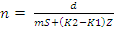 n = d / mS+(K2−K1)Z